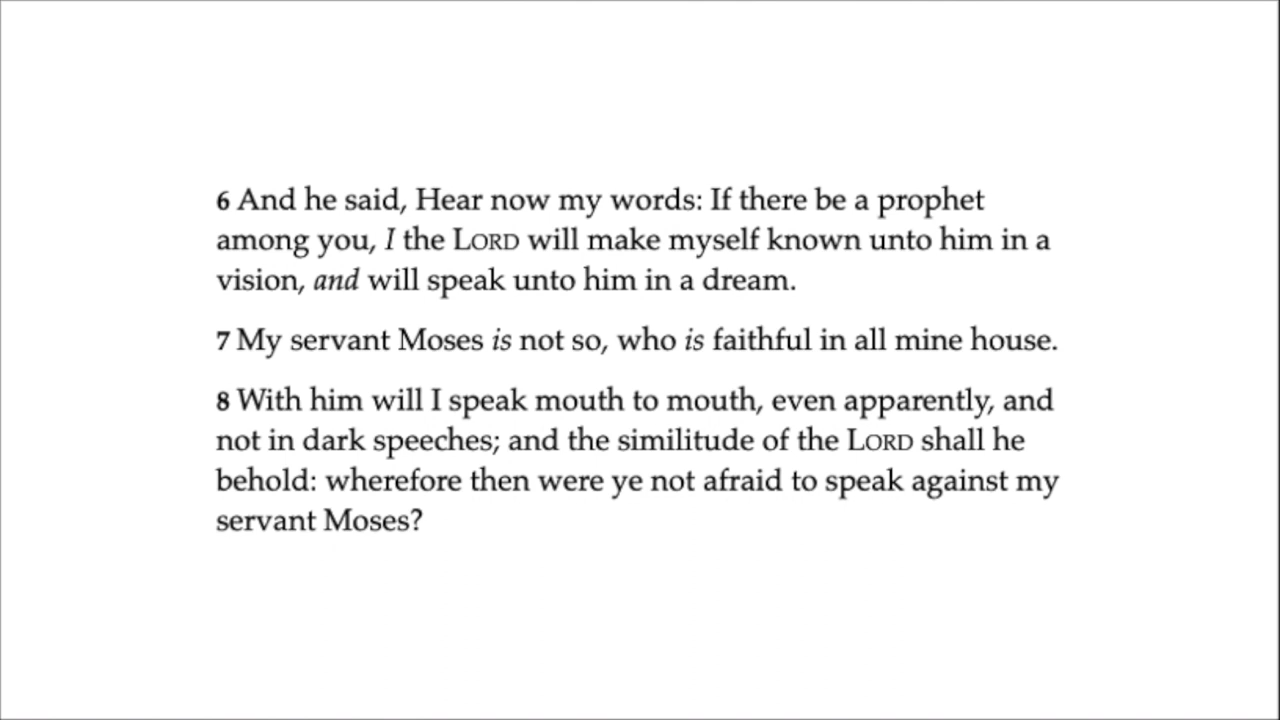 6 And he said, Hear now my words: If there be a prophet
among you, I the LORD will make myself known unto him in a
vision, and will speak unto him in a dream.
7 My servant Moses is not so, who is faithful in all mine house.
8 With him will I speak mouth to mouth, even apparently, and
not in dark speeches; and the similitude of the LORD shall he
behold: wherefore then were ye not afraid to speak against my
servant Moses?